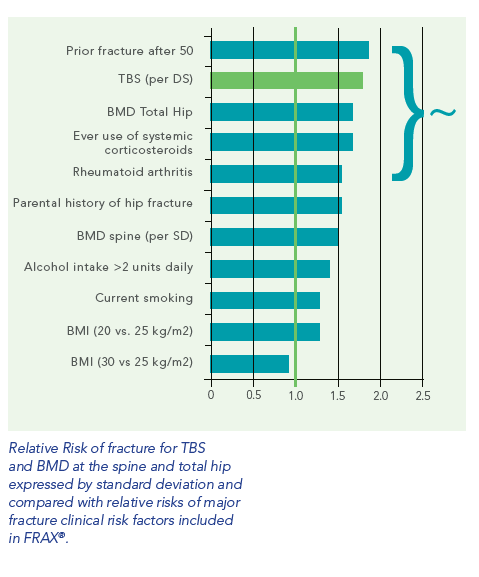 Prior fracture after 50
TBS (per DS)
BMD Total Hip
Ever use of systemic
corticosteroids
Rheumatoid arthritis
Parental history of hip fracture
BMD spine (per SD)
Alcohol intake >2 units daily
Current smoking
BMI (20 vs. 25 kg/m2)
BMI (30 vs 25 kg/m2)
0 0.5 1.0 1.5 2.0 2.5
~
Relative Risk of fracture for TBS
and BMD at the spine and total hip
expressed by standard deviation and
compared with relative risks of major
fracture clinical risk factors included
in FRAX®.